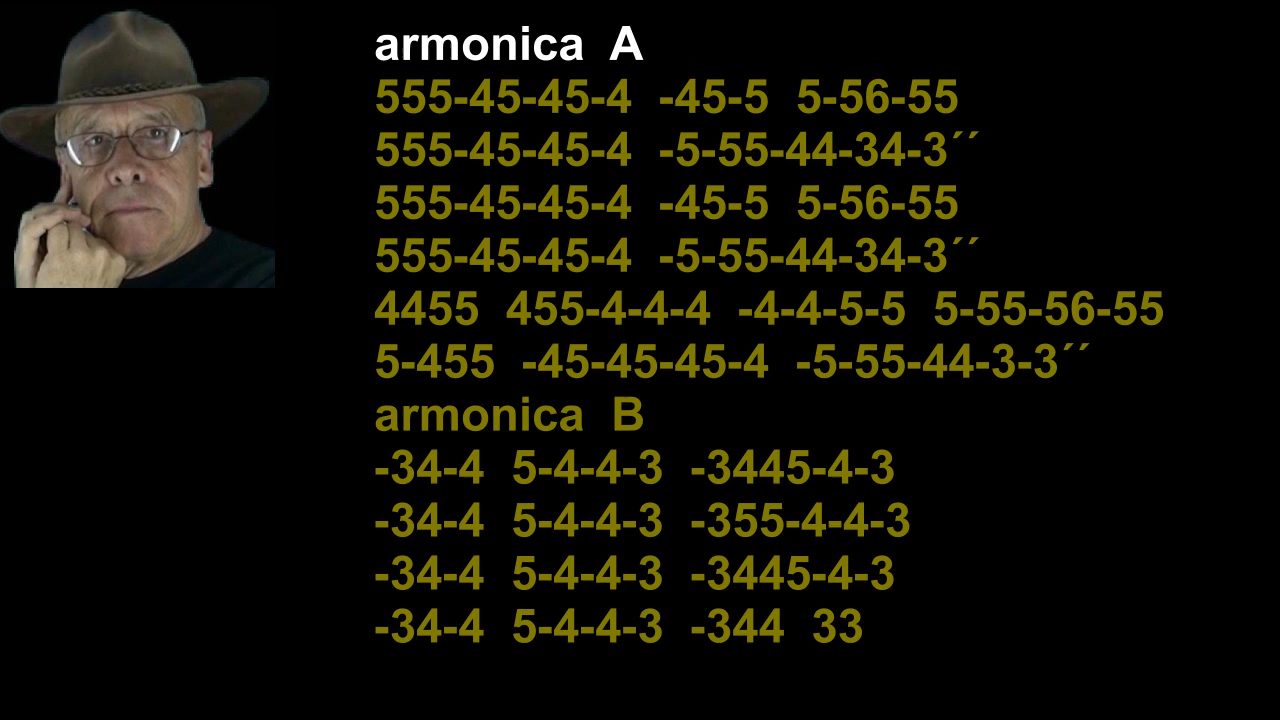 armonica  A
555-45-45-4  -45-5  5-56-55
555-45-45-4  -5-55-44-34-3´´
555-45-45-4  -45-5  5-56-55
555-45-45-4  -5-55-44-34-3´´
4455  455-4-4-4  -4-4-5-5  5-55-56-55
5-455  -45-45-45-4  -5-55-44-3-3´´
armonica  B
-34-4  5-4-4-3  -3445-4-3
-34-4  5-4-4-3  -355-4-4-3
-34-4  5-4-4-3  -3445-4-3
-34-4  5-4-4-3  -344  33